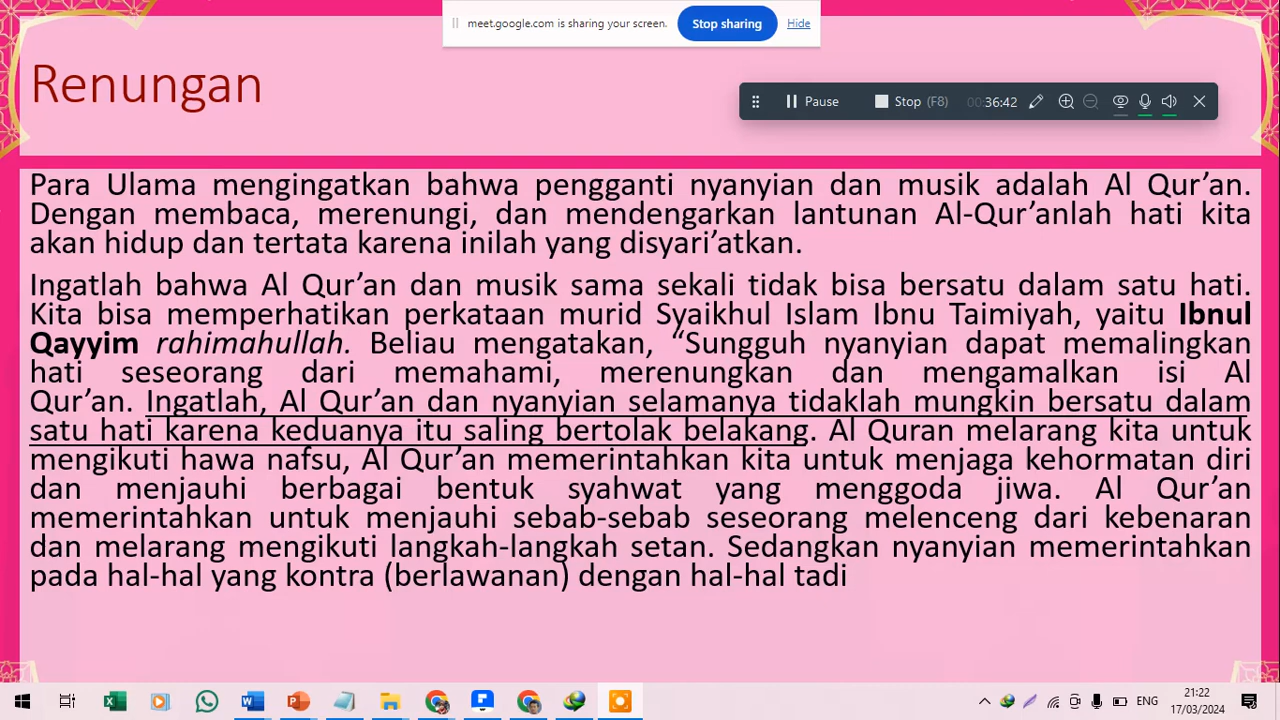 meet.google.com is sharing your screen. Stop sharing Hide
Renungan
Pause Stop (F8) 00:36:42
Para Ulama mengingatkan bahwa pengganti nyanyian dan musik adalah Al Qur’an.
Dengan membaca, merenungi, dan mendengarkan lantunan Al-Qur’anlah hati kita
akan hidup dan tertata karena inilah yang disyari’atkan.
Ingatlah bahwa Al Qur’an dan musik sama sekali tidak bisa bersatu dalam satu hati.
Kita bisa memperhatikan perkataan murid Syaikhul Islam Ibnu Taimiyah, yaitu Ibnul
Qayyim rahimahullah. Beliau mengatakan, “Sungguh nyanyian dapat memalingkan
hati seseorang dari memahami, merenungkan dan mengamalkan isi Al
Qur’an. Ingatlah, Al Qur’an dan nyanyian selamanya tidaklah mungkin bersatu dalam
satu hati karena keduanya itu saling bertolak belakang. Al Quran melarang kita untuk
mengikuti hawa nafsu, Al Qur’an memerintahkan kita untuk menjaga kehormatan diri
dan menjauhi berbagai bentuk syahwat yang menggoda jiwa. Al Qur’an
memerintahkan untuk menjauhi sebab-sebab seseorang melenceng dari kebenaran
dan melarang mengikuti langkah-langkah setan. Sedangkan nyanyian memerintahkan
pada hal-hal yang kontra (berlawanan) dengan hal-hal tadi
ENG
21:22
17/03/2024